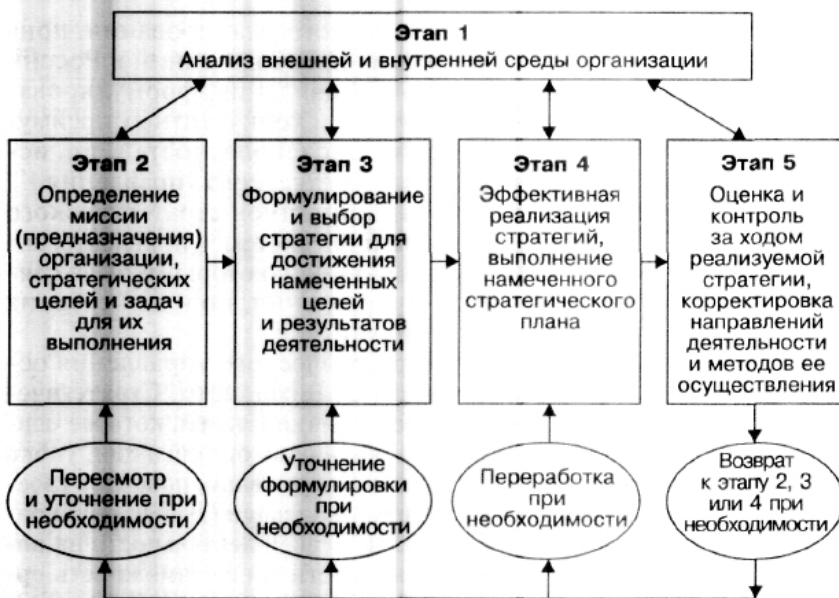 Этап 1
Анализ внешней и внутренней среды организации
Этап 2
Определение
миссии
(предназначения)
организации,
стратегических
целей и задач
для их
выполнения
Этап 3
Формулирование
и выбор
стратегии для
достижения
намеченных
целей
и результатов
деятельности
Этап 4
Эффективная
реализация
стратегий,
выполнение
намеченного
стратегического
плана
Этап 5
Оценка и
контроль
за ходом
реализуемой
стратегии,
корректировка
направлений
деятельности
и методов ее
осуществления
Пересмотр
и уточнение при
необходимости
Уточнение
формулировки
при
необходимости
Переработка
при
необходимости
Возврат
к этапу 2, 3
или 4 при
необходимости